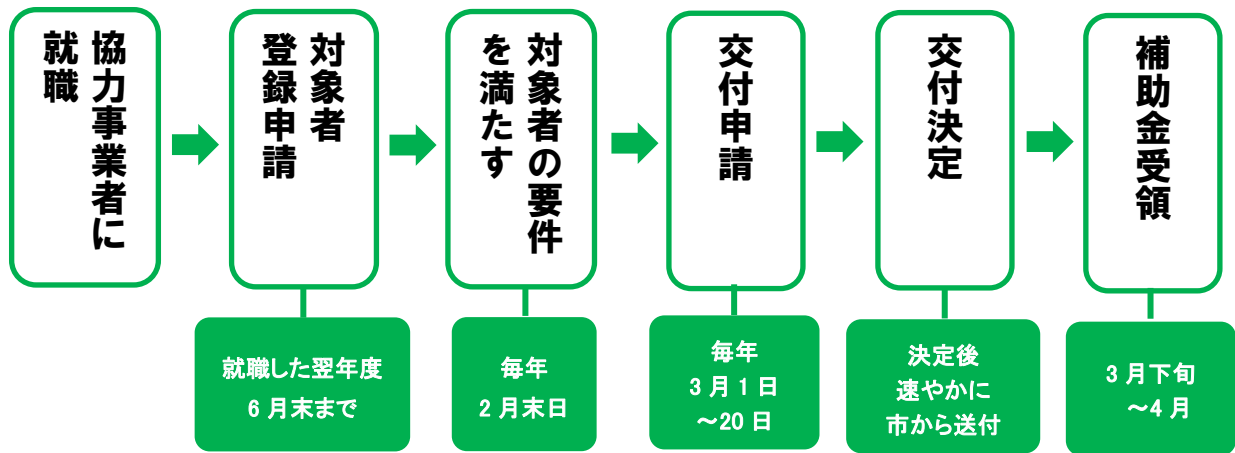 協力事業者に
就職
対象者
登録申請
対象者の要件
を満たす
交付申請
交付決定
補助金受領
就職した翌年度
6月末まで
毎年
2月末日
毎年
3月1日
～20日
決定後
速やかに
市から送付
3月下旬
～4月